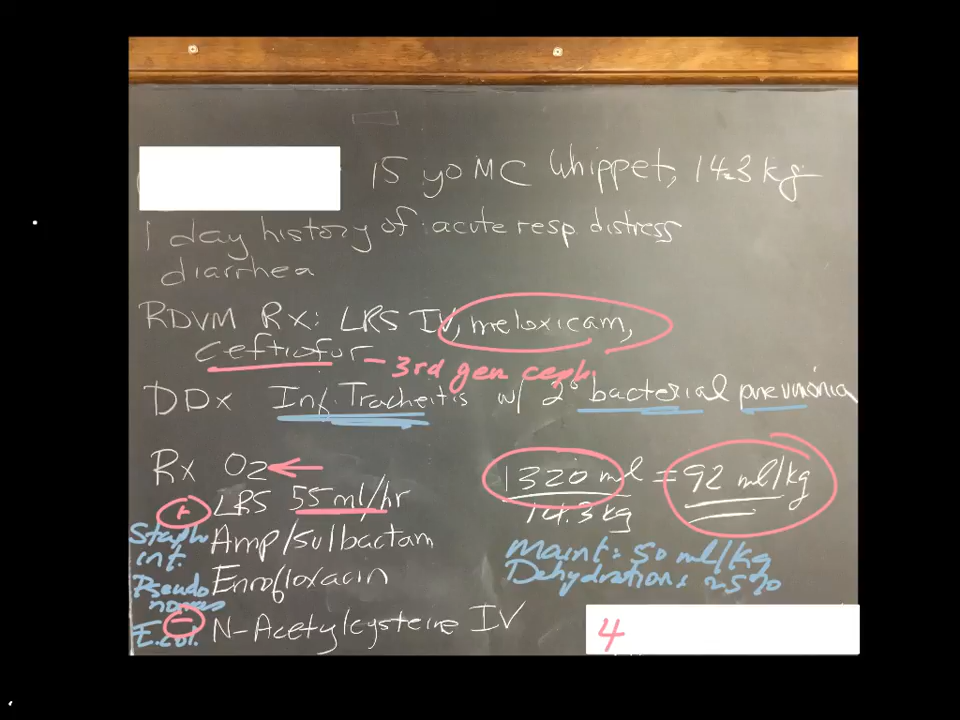 15 yo MC Whippet, 14.3 kg
1 day history of acute resp. distress
diarrhea
RDVM Rx: LRS IV, meloxicam,
ceftiofur – 3rd gen ceph.
DDx Inf. Tracheitis w/ 2° bacterial pneumonia
Rx O2
+ LRS 55 ml/hr
1320 ml = 92 ml/kg
14.3 kg
Staph Amp/sulbactam
int.
Maint: 50 ml/kg
Dehydration: ~5%
Pseudo Enrofloxacin
nomas
– N-Acetylcysteine IV
E. coli
4